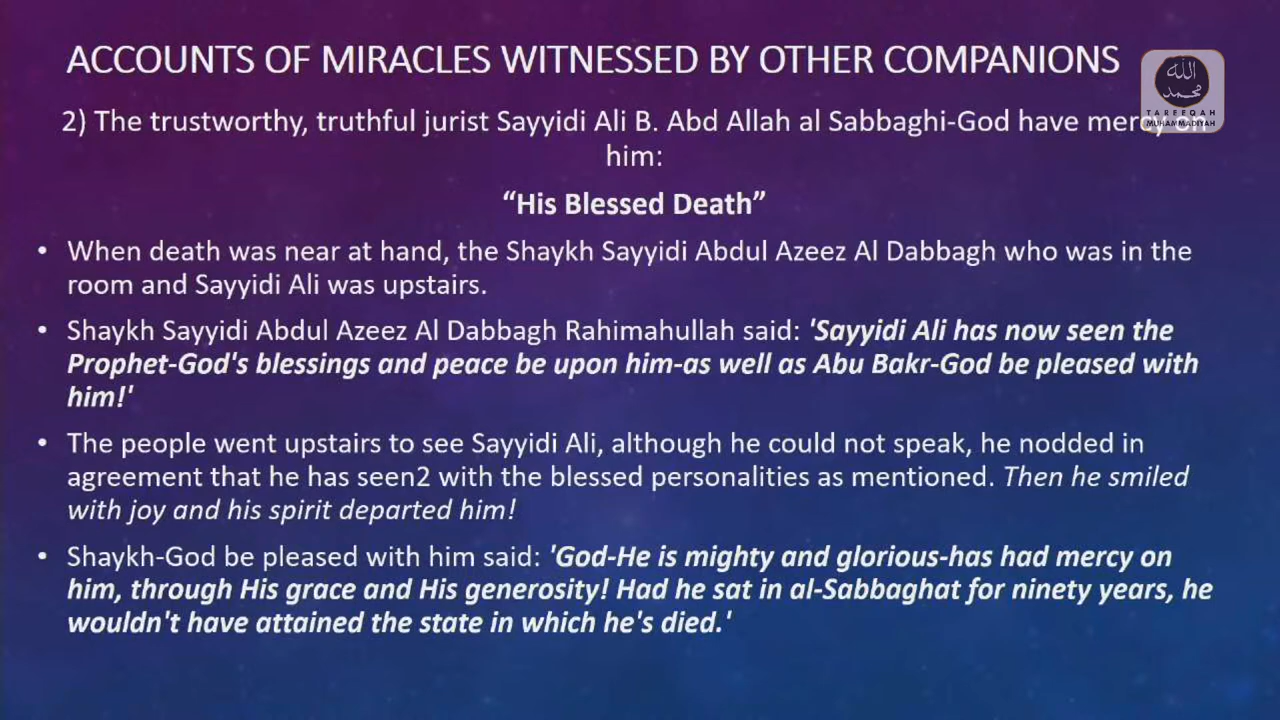 ACCOUNTS OF MIRACLES WITNESSED BY OTHER COMPANIONS
الله
محمد
TAREEQAH
MUHAMMADIYAH
2) The trustworthy, truthful jurist Sayyidi Ali B. Abd Allah al Sabbaghi-God have mercy on
him:
“His Blessed Death”
• When death was near at hand, the Shaykh Sayyidi Abdul Azeez Al Dabbagh who was in the
room and Sayyidi Ali was upstairs.
• Shaykh Sayyidi Abdul Azeez Al Dabbagh Rahimahullah said: 'Sayyidi Ali has now seen the
Prophet-God's blessings and peace be upon him-as well as Abu Bakr-God be pleased with
him!'
• The people went upstairs to see Sayyidi Ali, although he could not speak, he nodded in
agreement that he has seen2 with the blessed personalities as mentioned. Then he smiled
with joy and his spirit departed him!
• Shaykh-God be pleased with him said: 'God-He is mighty and glorious-has had mercy on
him, through His grace and His generosity! Had he sat in al-Sabbaghat for ninety years, he
wouldn't have attained the state in which he's died.'